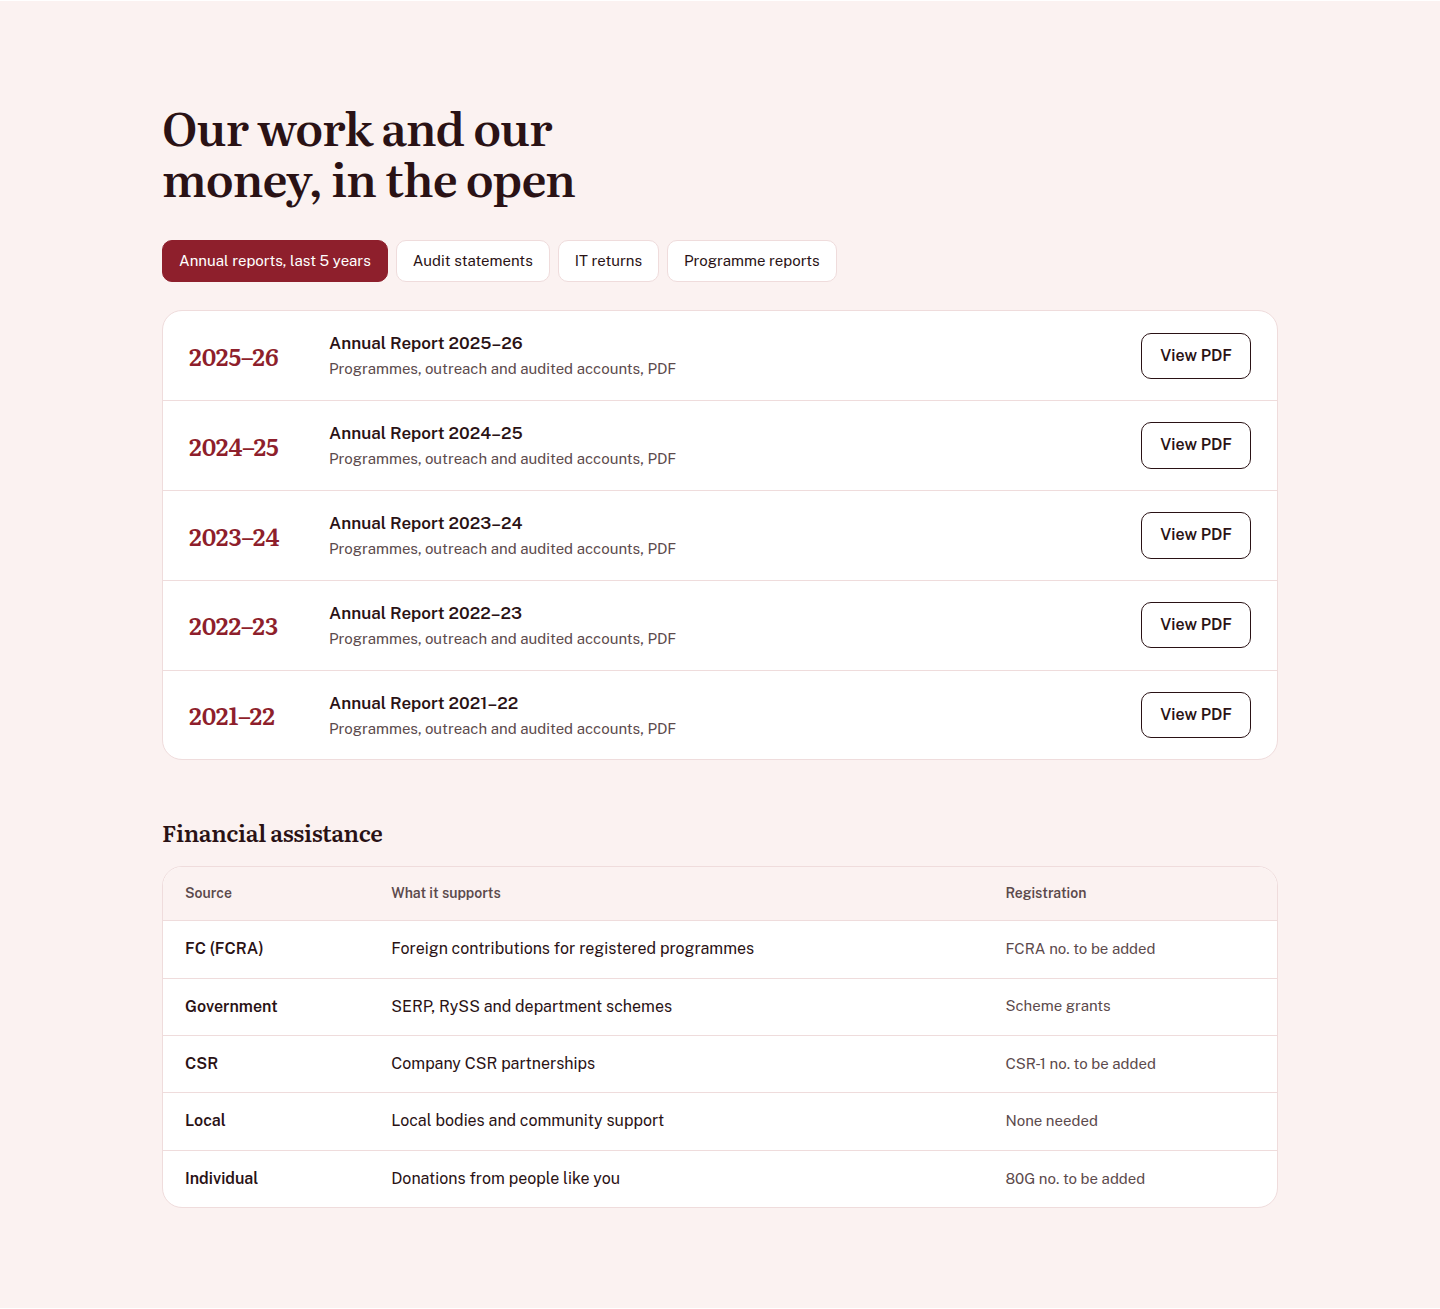 Our work and our
money, in the open
Annual reports, last 5 years
Audit statements
IT returns
Programme reports
2025–26
Annual Report 2025–26
Programmes, outreach and audited accounts, PDF
View PDF
2024–25
Annual Report 2024–25
Programmes, outreach and audited accounts, PDF
View PDF
2023–24
Annual Report 2023–24
Programmes, outreach and audited accounts, PDF
View PDF
2022–23
Annual Report 2022–23
Programmes, outreach and audited accounts, PDF
View PDF
2021–22
Annual Report 2021–22
Programmes, outreach and audited accounts, PDF
View PDF
Financial assistance
Source What it supports Registration
FC (FCRA) Foreign contributions for registered programmes FCRA no. to be added
Government SERP, RySS and department schemes Scheme grants
CSR Company CSR partnerships CSR-1 no. to be added
Local Local bodies and community support None needed
Individual Donations from people like you 80G no. to be added